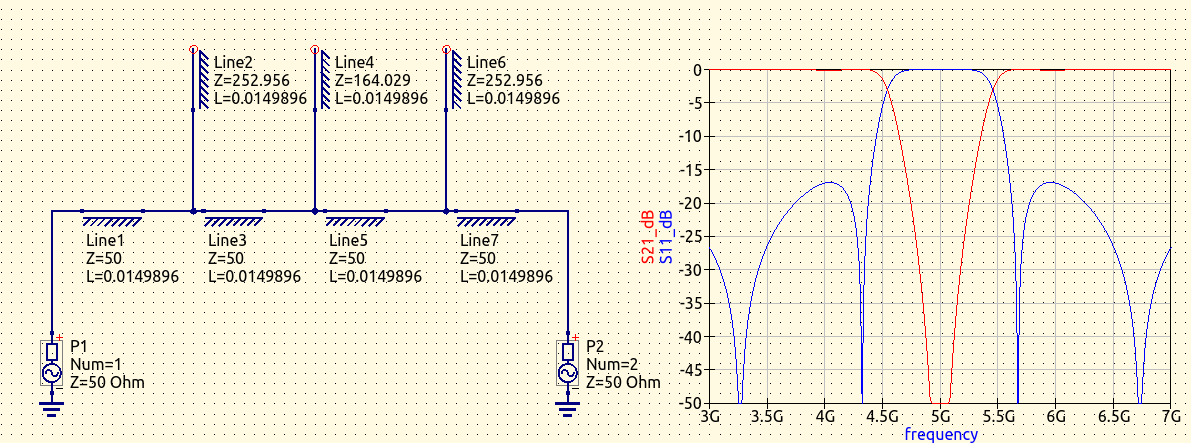 Line2
Z=252.956
L=0.0149896
Line4
Z=164.029
L=0.0149896
Line6
Z=252.956
L=0.0149896
Line1
Z=50
L=0.0149896
Line3
Z=50
L=0.0149896
Line5
Z=50
L=0.0149896
Line7
Z=50
L=0.0149896
P1
Num=1
Z=50 Ohm
P2
Num=2
Z=50 Ohm
S21_dB
S11_dB
0
-5
-10
-15
-20
-25
-30
-35
-40
-45
-50
3G 3.5G 4G 4.5G 5G 5.5G 6G 6.5G 7G
frequency